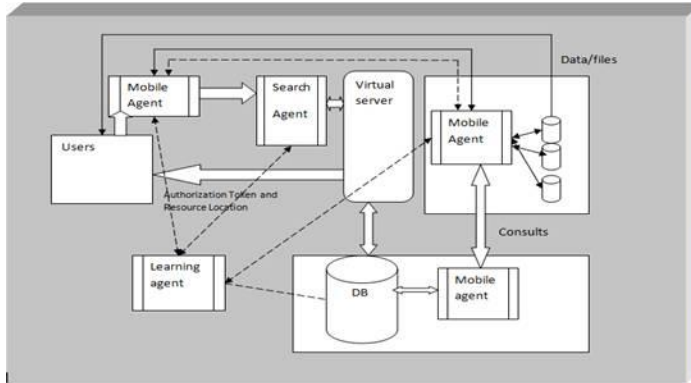 Data/files
Mobile
Agent
Search
Agent
Virtual
server
Mobile
Agent
Users
Authorization Token and
Resource Location
Consults
Learning
agent
DB
Mobile
agent